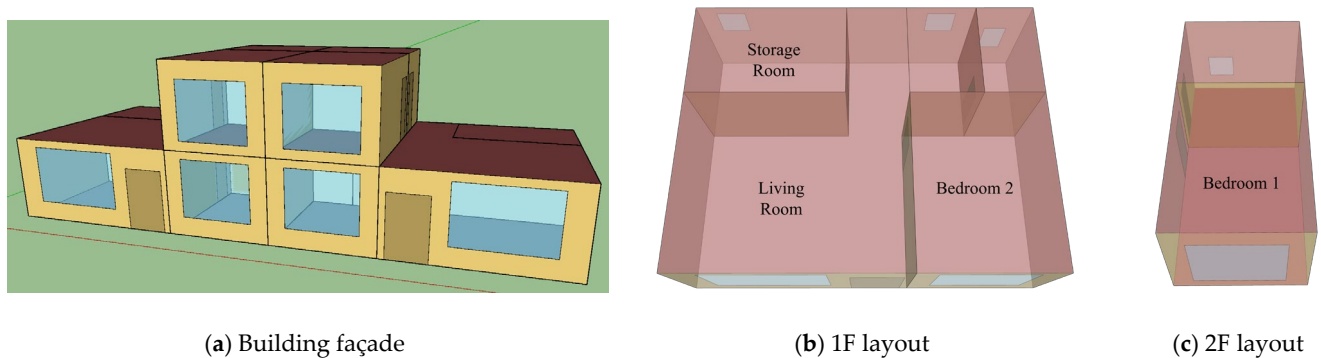 Storage
Room
Living
Room
Bedroom 2
Bedroom 1
(a) Building façade
(b) 1F layout
(c) 2F layout